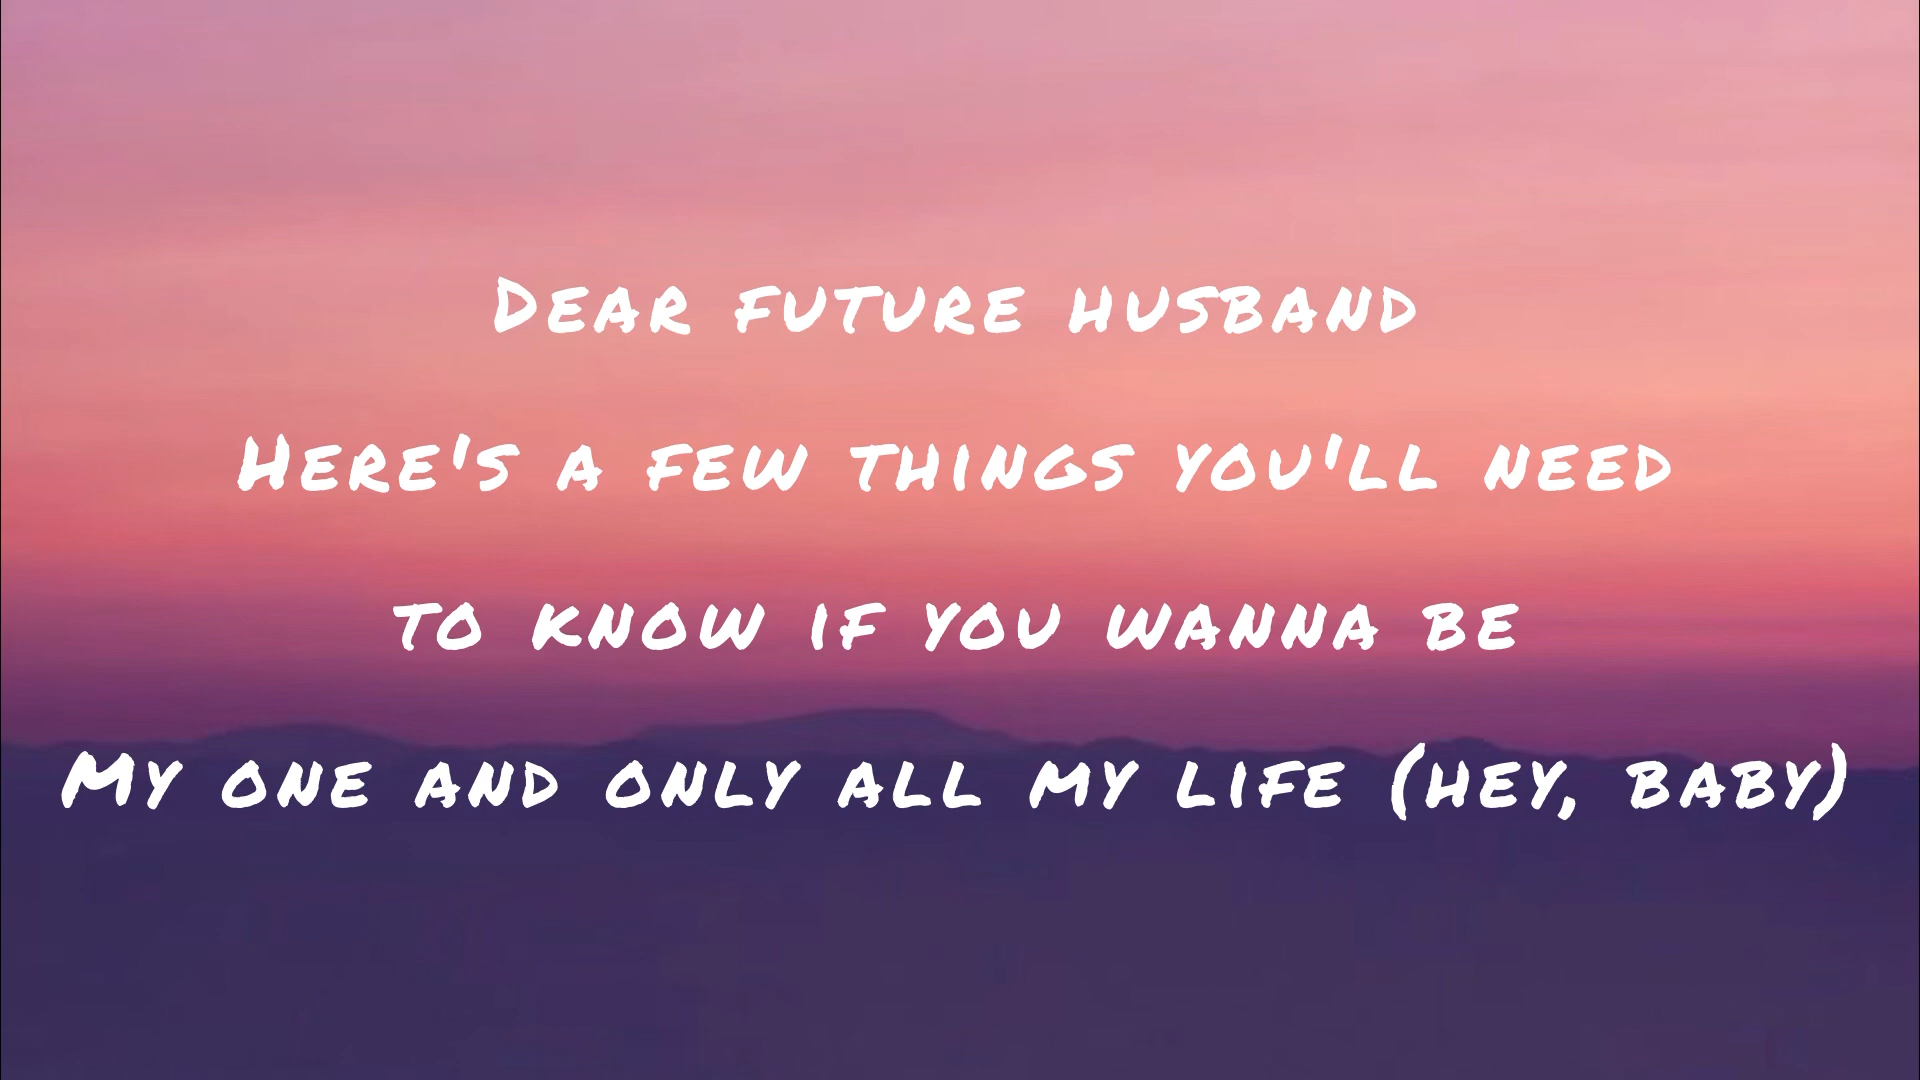 Dear future husband
Here's a few things you'll need
to know if you wanna be
My one and only all my life (hey, baby)